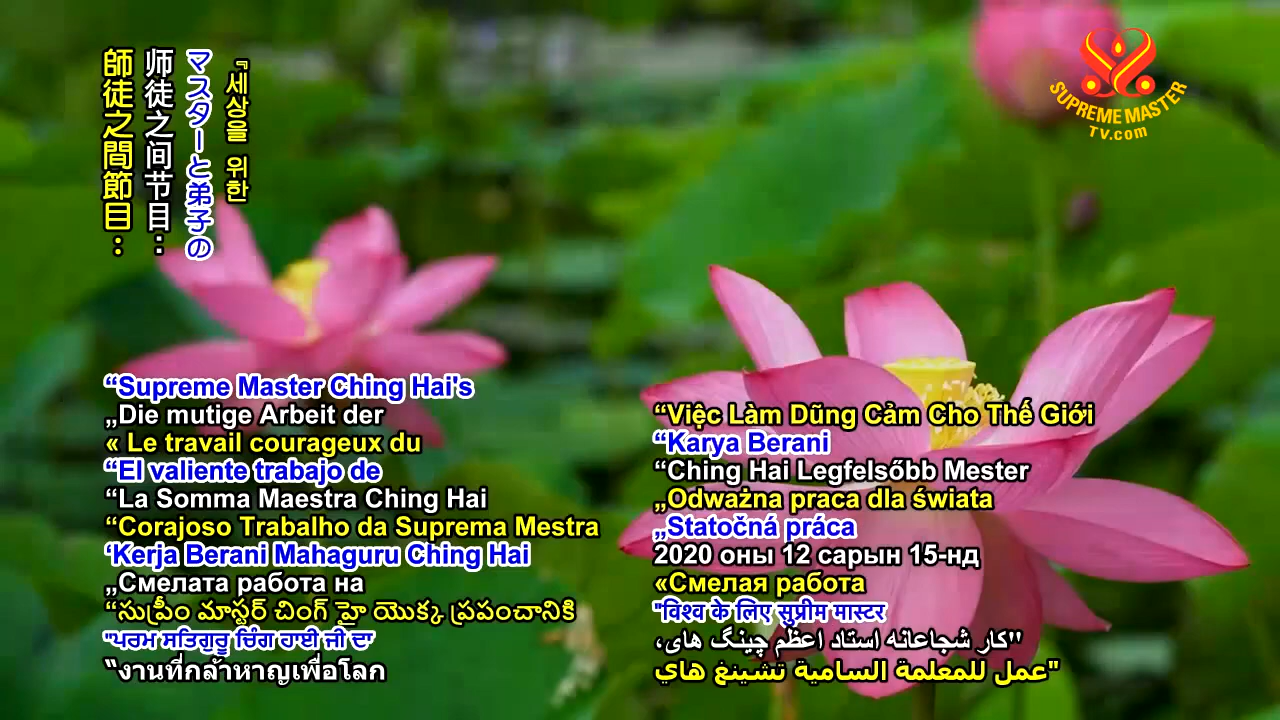 師徒之間節目：
师徒之间节目：
マスターと弟子の
『세상을 위한
SUPREME MASTER
TV.com
“Supreme Master Ching Hai's
„Die mutige Arbeit der
« Le travail courageux du
“El valiente trabajo de
“La Somma Maestra Ching Hai
“Corajoso Trabalho da Suprema Mestra
‘Kerja Berani Mahaguru Ching Hai
„Смелата работа на
“సుప్రీం మాస్టర్ చింగ్ హై యొక్క ప్రపంచానికి
"ਪਰਮ ਸਤਿਗੁਰੂ ਚਿੰਗ ਹਾਈ ਜੀ ਦਾ
“งานที่กล้าหาญเพื่อโลก
“Việc Làm Dũng Cảm Cho Thế Giới
“Karya Berani
“Ching Hai Legfelsőbb Mester
„Odważna praca dla świata
„Statočná práca
2020 оны 12 сарын 15-нд
«Смелая работа
"विश्व के लिए सुप्रीम मास्टर
"کار شجاعانه استاد اعظم چینگ های،
"عمل للمعلمة السامية تشينغ هاي